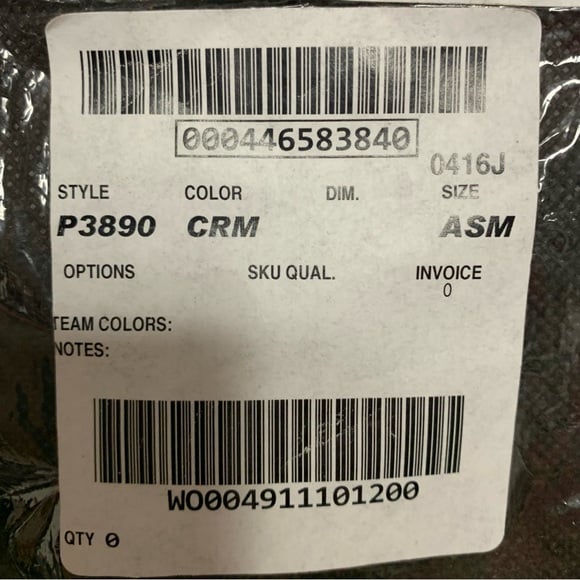 000446583840
0416J
STYLE COLOR DIM. SIZE
P3890 CRM ASM
OPTIONS SKU QUAL. INVOICE
0
TEAM COLORS:
NOTES:
WO004911101200
QTY 0